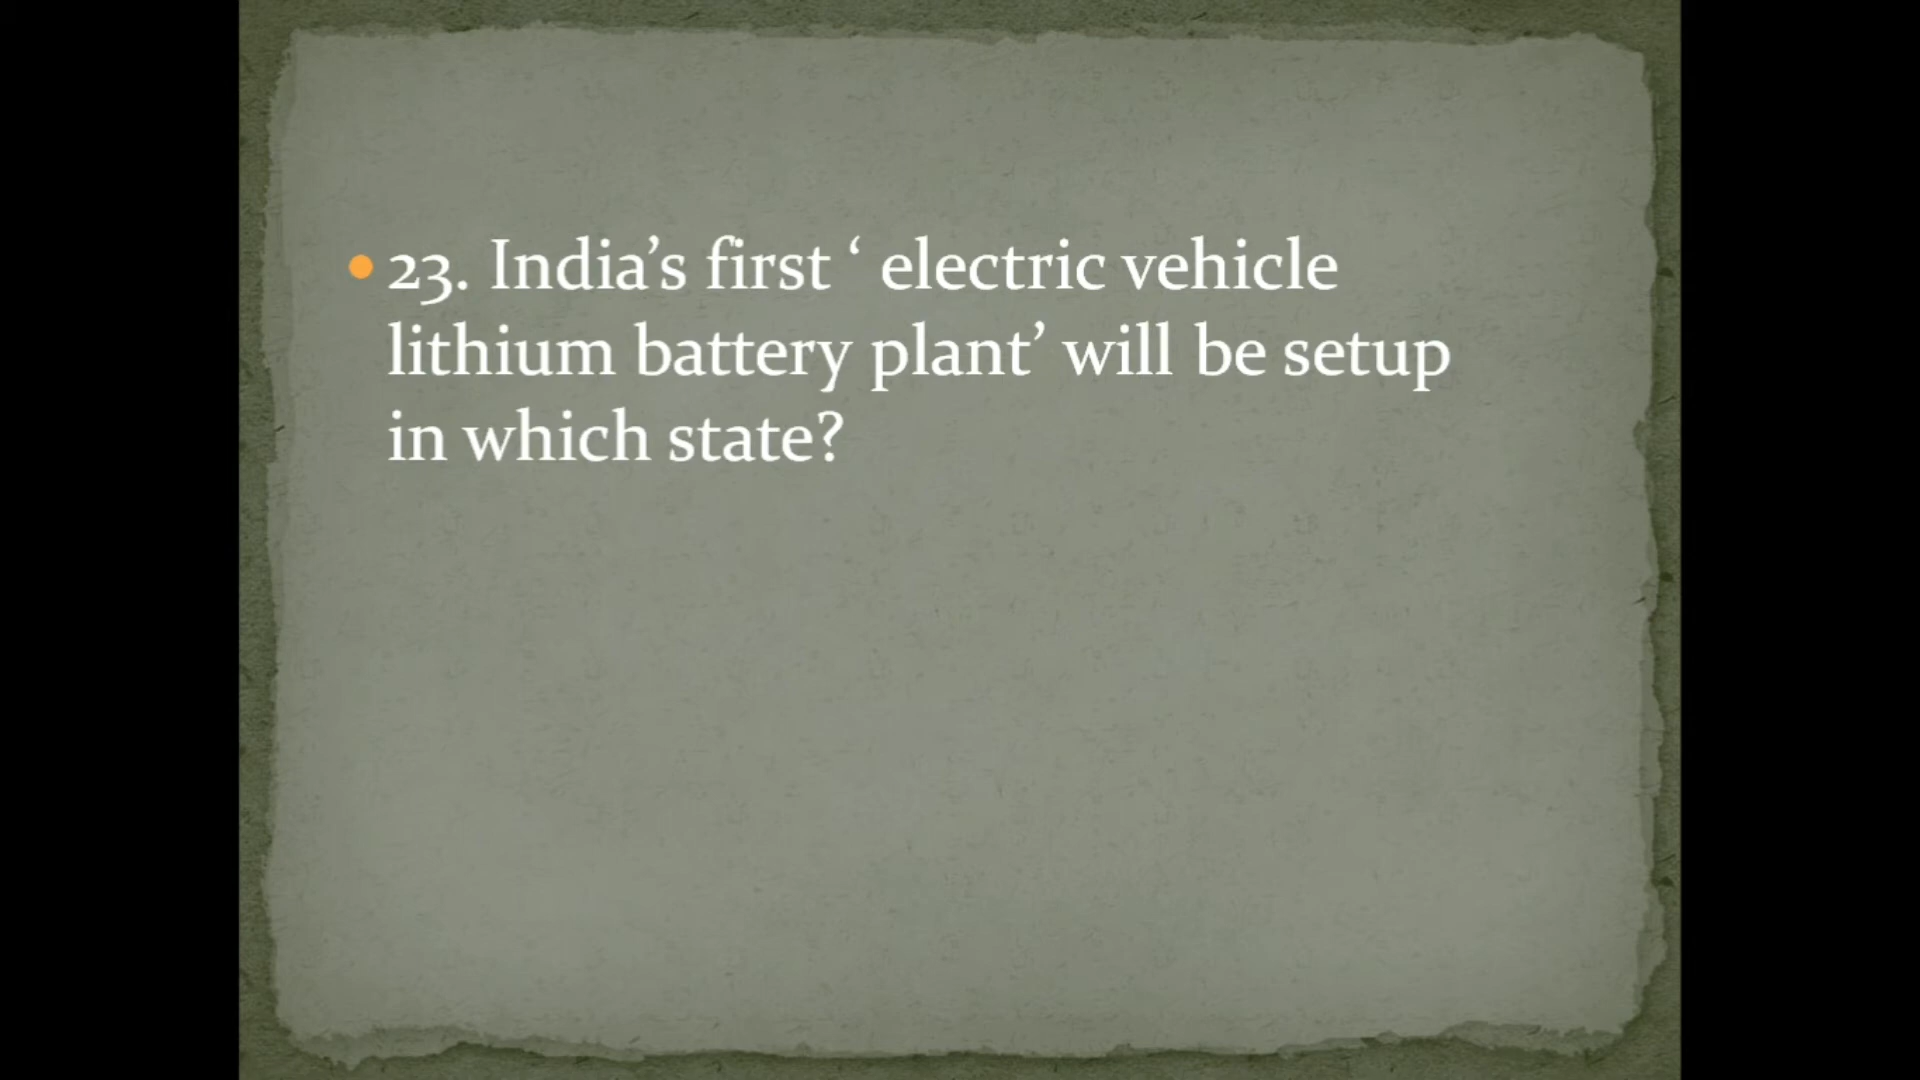 • 23. India’s first ‘ electric vehicle
lithium battery plant’ will be setup
in which state?